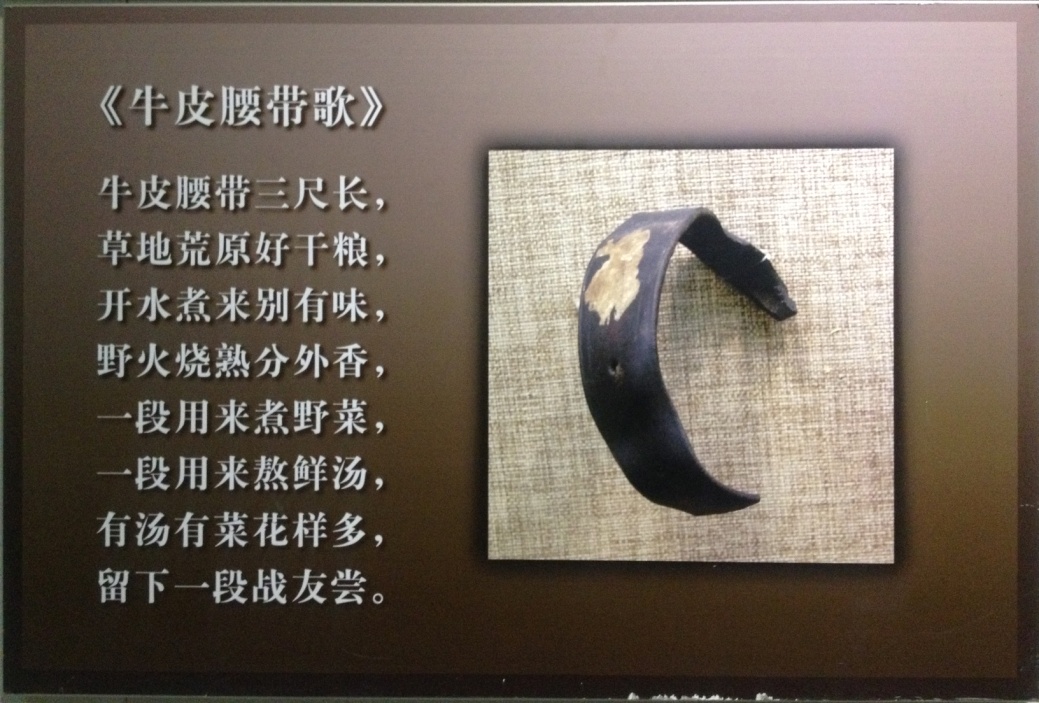 《牛皮腰带歌》
牛皮腰带三尺长，
草地荒原好干粮，
开水煮来别有味，
野火烧熟分外香，
一段用来煮野菜，
一段用来熬鲜汤，
有汤有菜花样多，
留下一段战友尝。